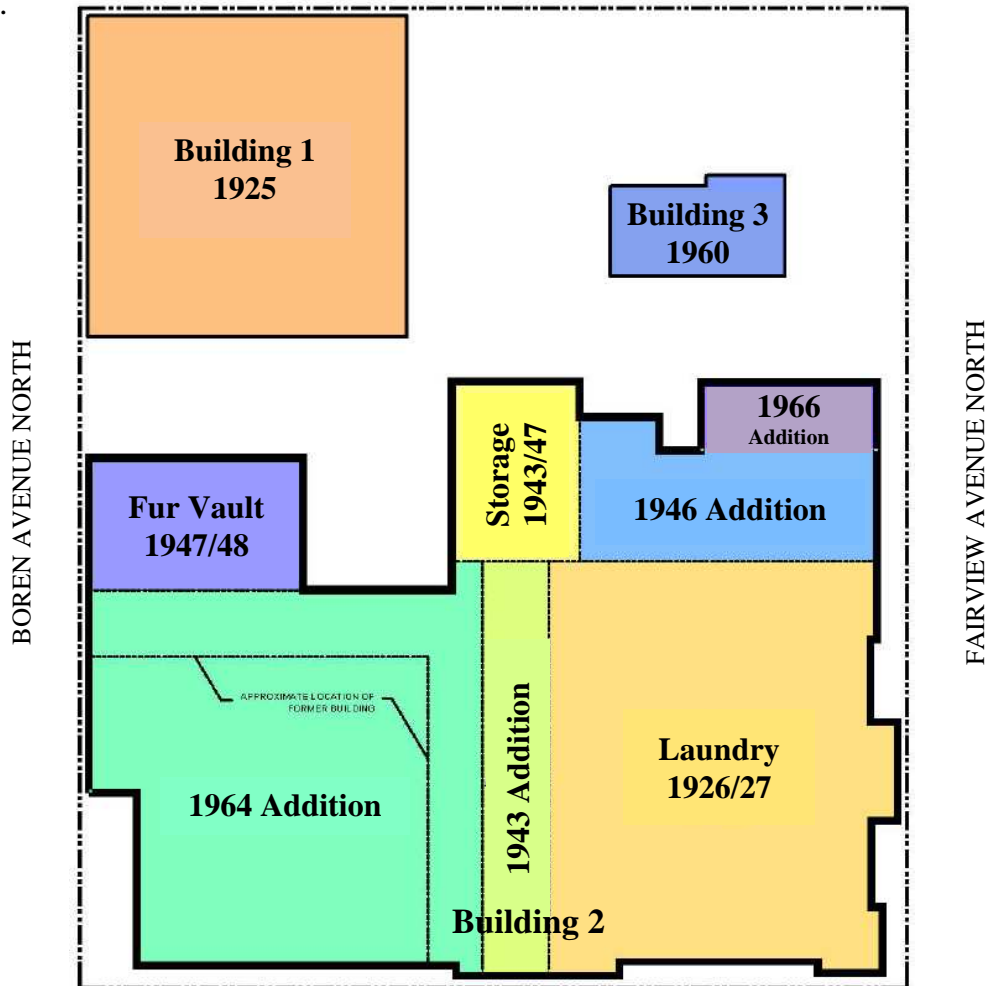 .
Building 1
1925
Building 3
1960
BOREN AVENUE NORTH
FAIRVIEW AVENUE NORTH
1966
Addition
Storage
1943/47
1946 Addition
Fur Vault
1947/48
APPROXIMATE LOCATION OF
FORMER BUILDING
1943 Addition
Laundry
1926/27
1964 Addition
Building 2